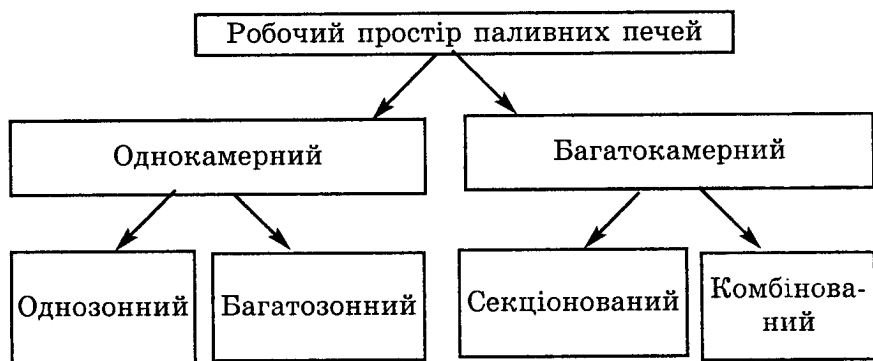 Робочий простір паливних печей
Однокамерний
Багатокамерний
Однозонний
Багатозонний
Секціонований
Комбінова-
ний